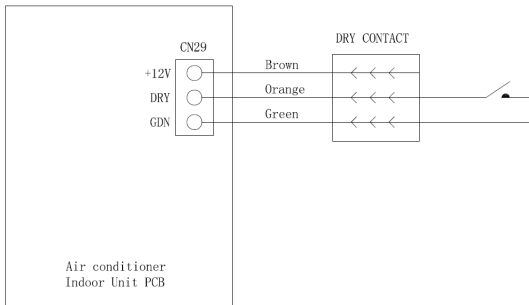 CN29
DRY CONTACT
+12V
Brown
DRY
Orange
GDN
Green
Air conditioner
Indoor Unit PCB